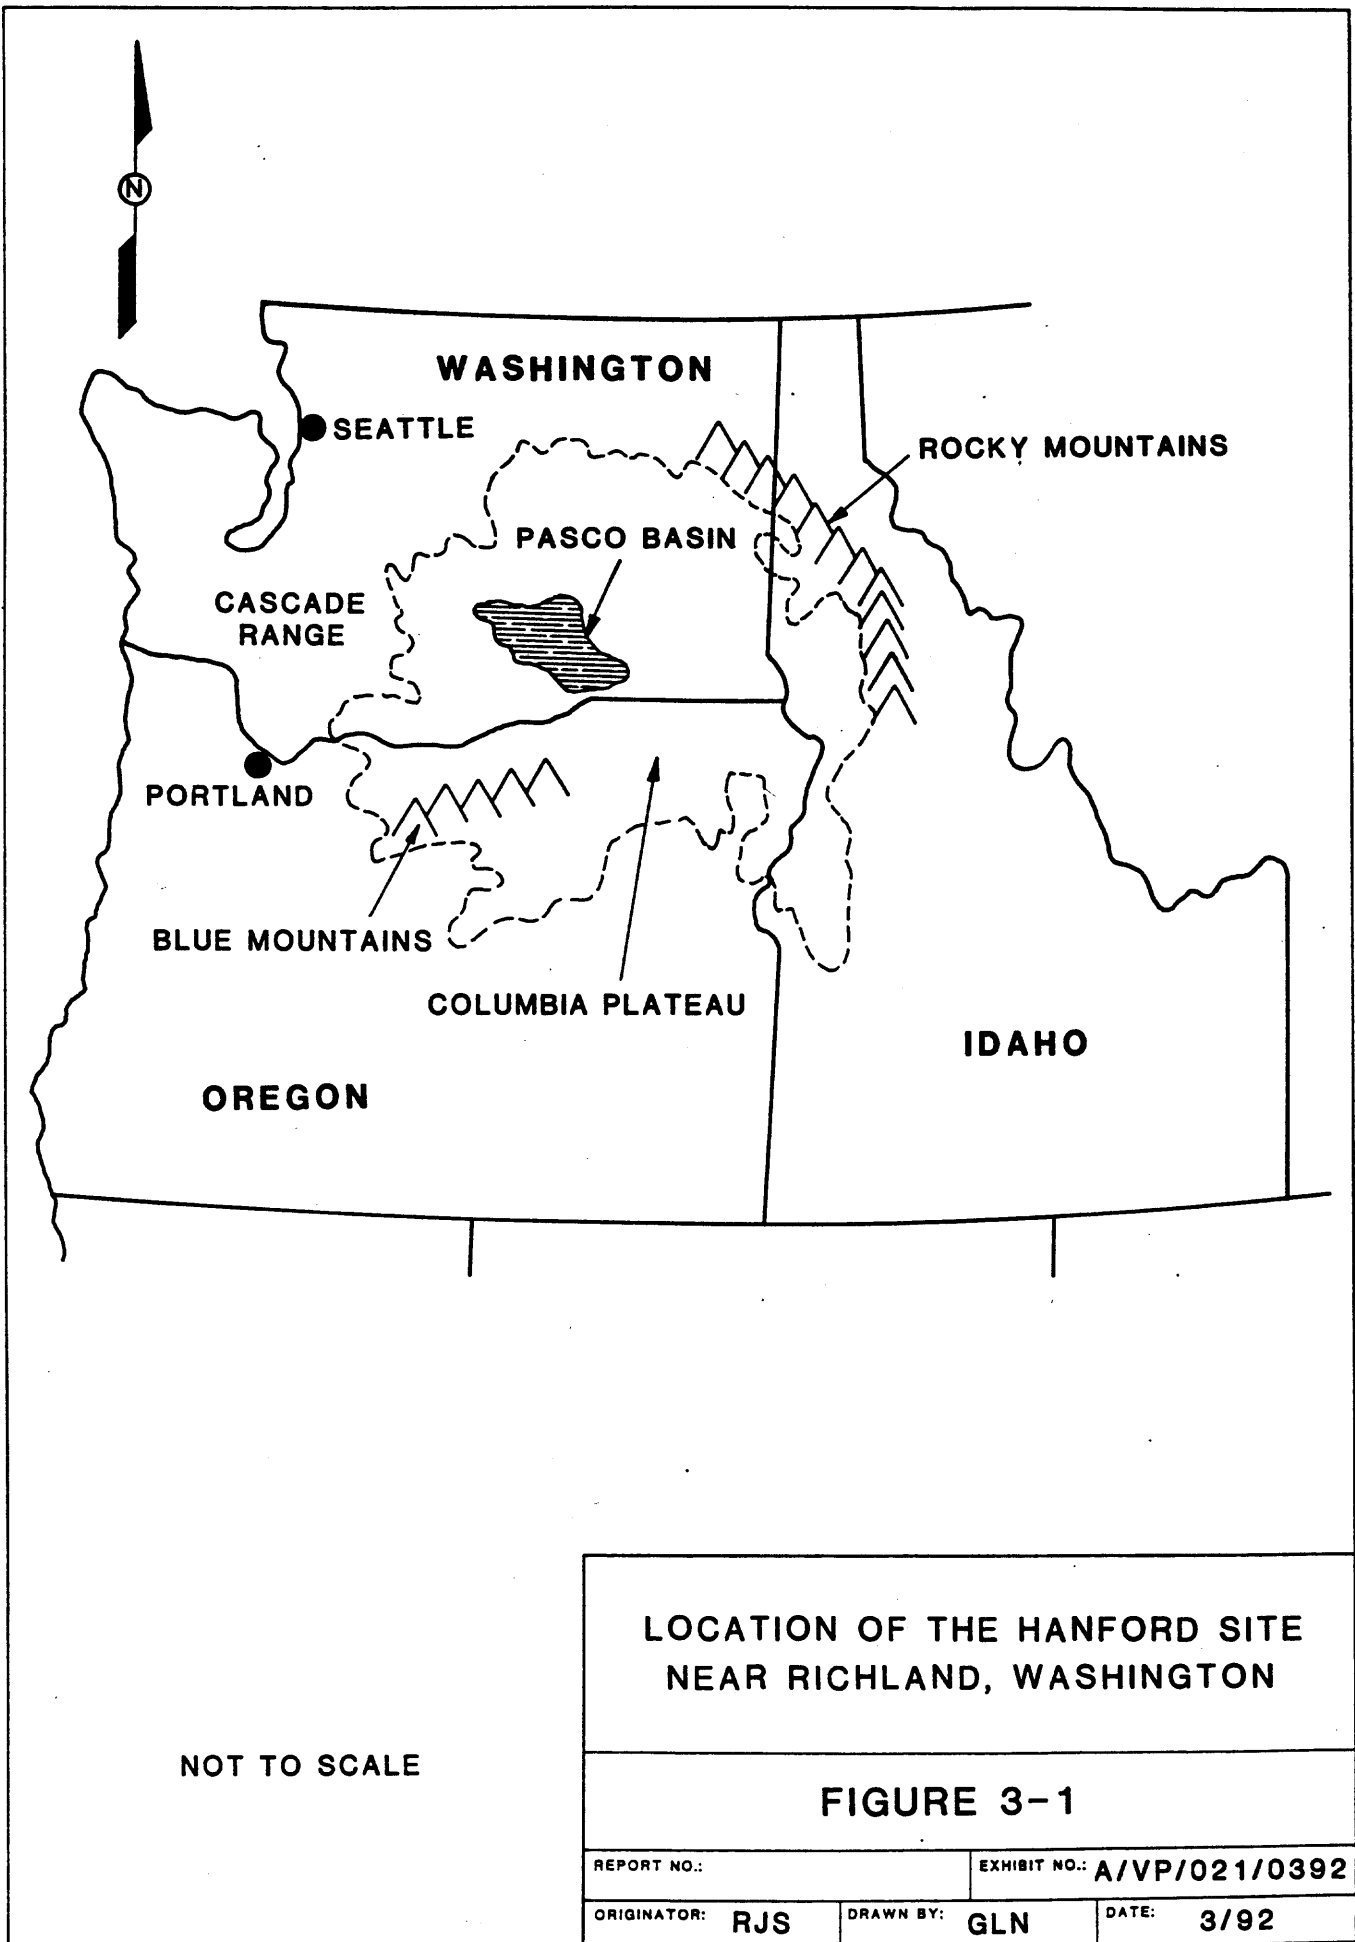 N
WASHINGTON
SEATTLE
ROCKY MOUNTAINS
PASCO BASIN
CASCADE
RANGE
PORTLAND
BLUE MOUNTAINS
COLUMBIA PLATEAU
IDAHO
OREGON
LOCATION OF THE HANFORD SITE
NEAR RICHLAND, WASHINGTON
NOT TO SCALE
FIGURE 3-1
REPORT NO.:
EXHIBIT NO.: A/VP/021/0392
ORIGINATOR: RJS
DRAWN BY: GLN
DATE: 3/92